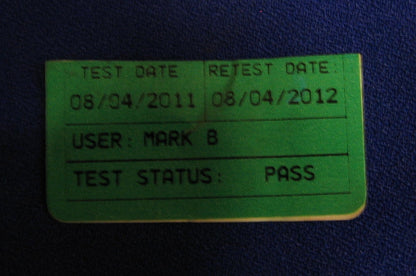 TEST DATE RETEST DATE:
08/04/2011 08/04/2012
USER: MARK B
TEST STATUS: PASS